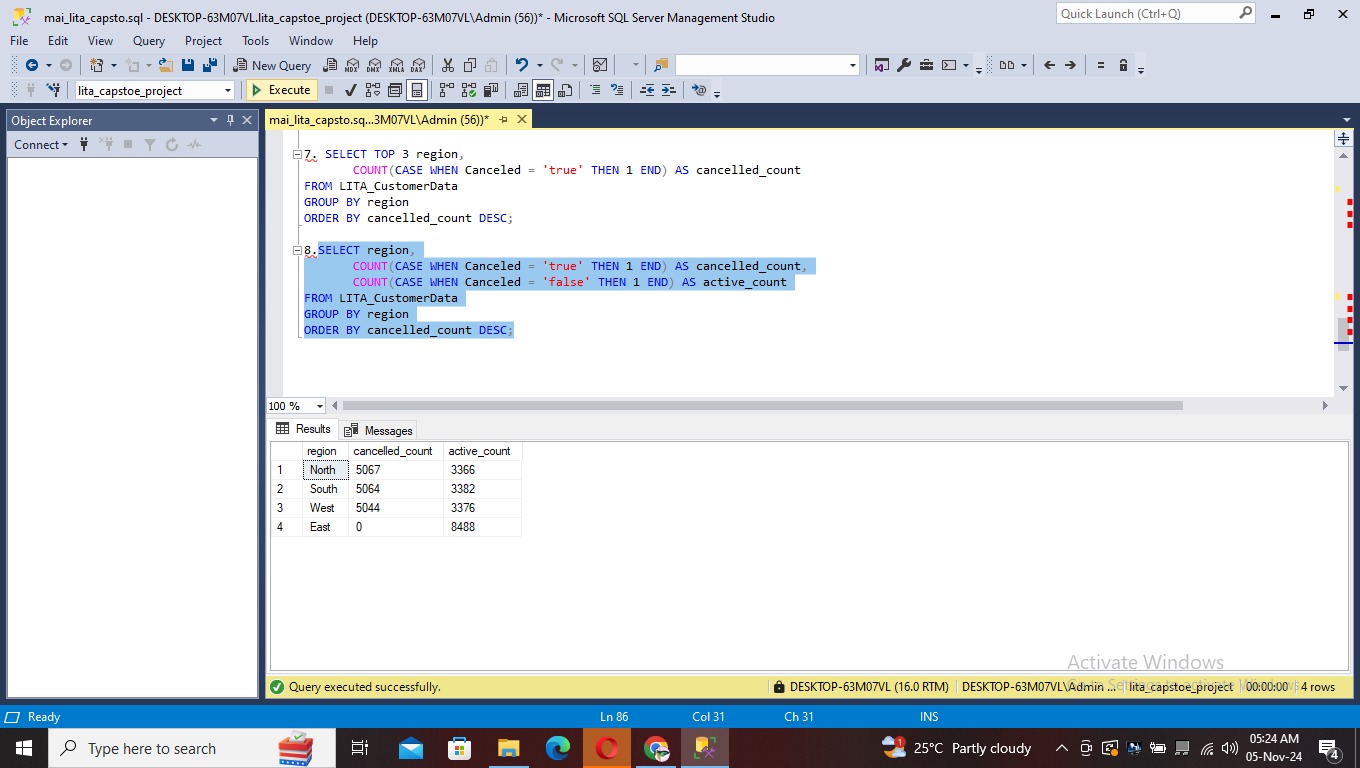 mai_lita_capsto.sql - DESKTOP-63M07VL.lita_capstoe_project (DESKTOP-63M07VL\Admin (56))* - Microsoft SQL Server Management Studio
Quick Launch (Ctrl+Q)
File Edit View Query Project Tools Window Help
New Query MDX DMX XMLA DAX
lita_capstoe_project Execute
Object Explorer
mai_lita_capsto.sq...3M07VL\Admin (56))*
Connect
7. SELECT TOP 3 region,
COUNT(CASE WHEN Canceled = 'true' THEN 1 END) AS cancelled_count
FROM LITA_CustomerData
GROUP BY region
ORDER BY cancelled_count DESC;
8.SELECT region,
COUNT(CASE WHEN Canceled = 'true' THEN 1 END) AS cancelled_count,
COUNT(CASE WHEN Canceled = 'false' THEN 1 END) AS active_count
FROM LITA_CustomerData
GROUP BY region
ORDER BY cancelled_count DESC;
100 %
Results Messages
region cancelled_count active_count
1 North 5067 3366
2 South 5064 3382
3 West 5044 3376
4 East 0 8488
Activate Windows
Go to Settings to activate Windows.
Query executed successfully. DESKTOP-63M07VL (16.0 RTM) DESKTOP-63M07VL\Admin ... lita_capstoe_project 00:00:00 4 rows
Ready Ln 86 Col 31 Ch 31 INS
Type here to search 1 25°C Partly cloudy 05:24 AM
05-Nov-24 4